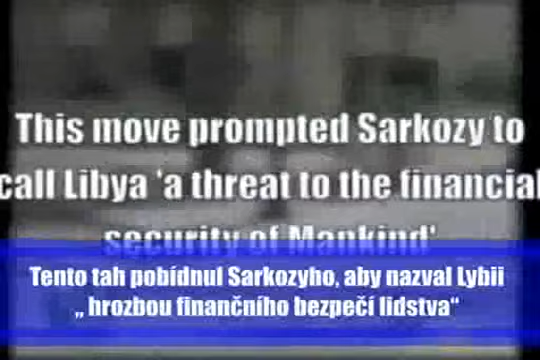 This move prompted Sarkozy to
call Libya 'a threat to the financial
security of Mankind'
Tento tah pobídnul Sarkozyho, aby nazval Lybii
„ hrozbou finančního bezpečí lidstva“